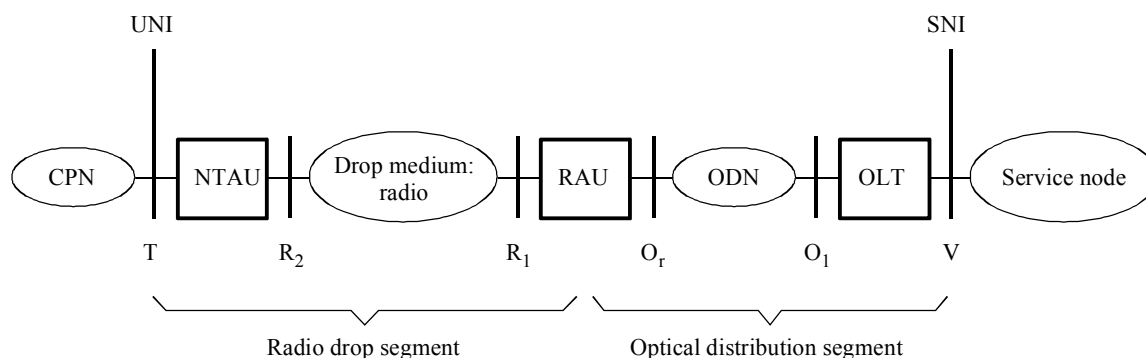 UNI SNI
CPN NTAU Drop medium: radio RAU ODN OLT Service node
T R2 R1 Or O1 V
Radio drop segment Optical distribution segment